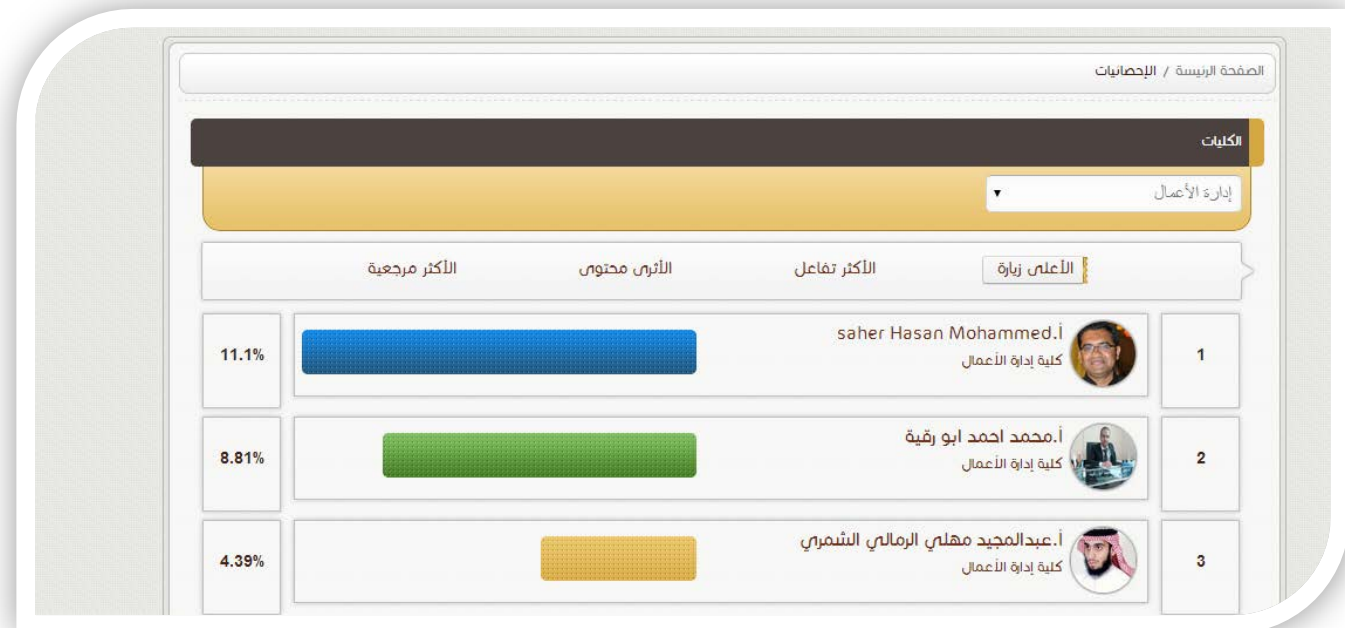 الصفحة الرئيسة / الإحصائيات
الكليات
إدارة الأعمال
الأعلى زيارة
الأكثر تفاعل
الأثرى محتوى
الأكثر مرجعية
1
أ.saher Hasan Mohammed
كلية إدارة الأعمال
11.1%
2
أ.محمد احمد ابو رقية
كلية إدارة الأعمال
8.81%
3
أ.عبدالمجيد مهلي الرمالي الشمري
كلية إدارة الأعمال
4.39%